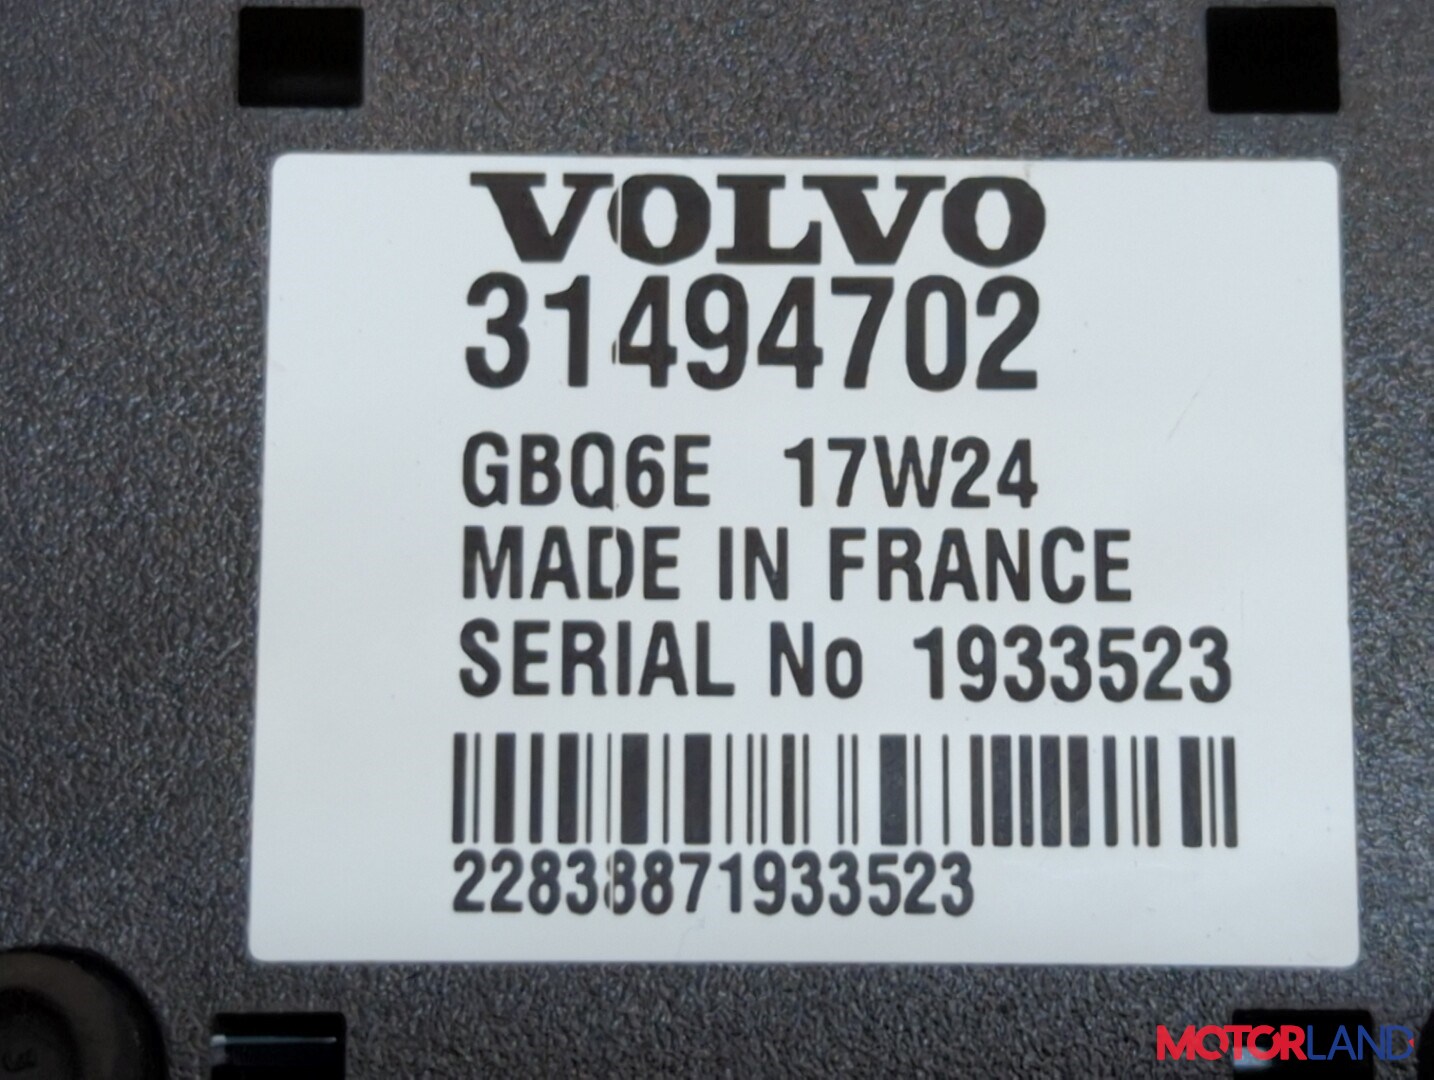 VOLVO
31494702
GBQ6E 17W24
MADE IN FRANCE
SERIAL No 1933523
22838871933523
MOTORLAND